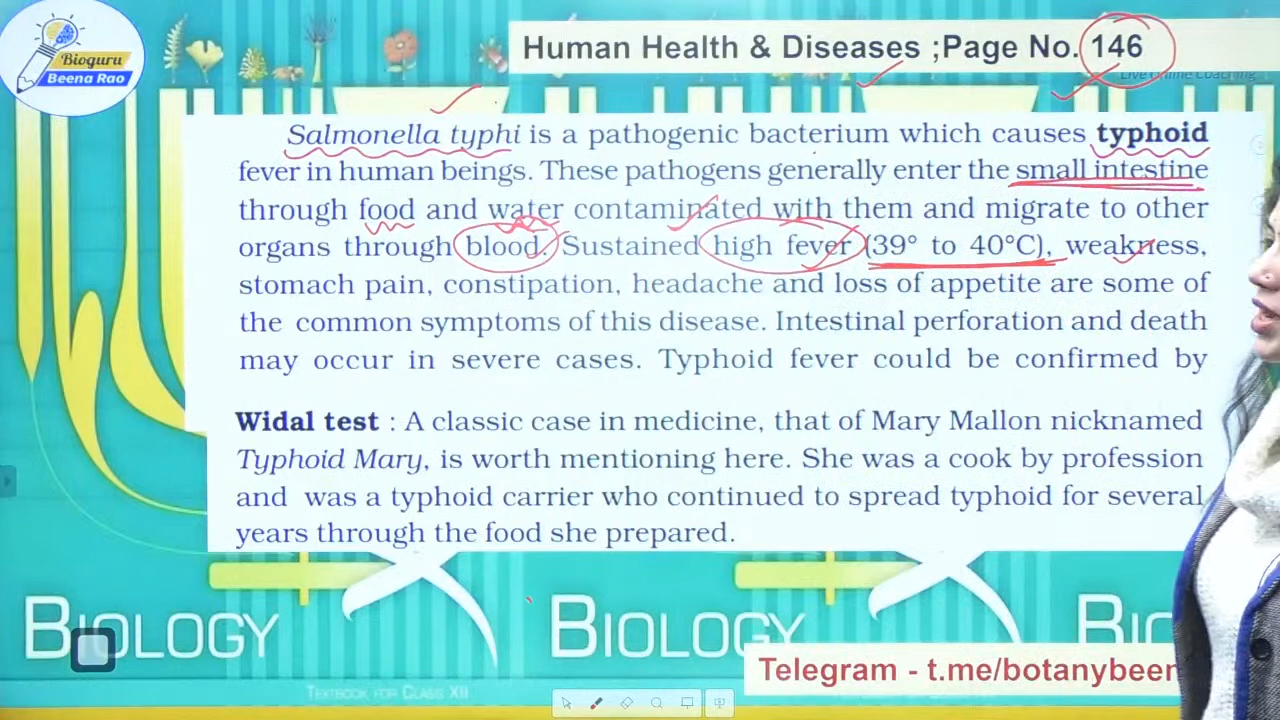 Bioguru
Beena Rao
Human Health & Diseases ;Page No. 146
Salmonella typhi is a pathogenic bacterium which causes typhoid
fever in human beings. These pathogens generally enter the small intestine
through food and water contaminated with them and migrate to other
organs through blood. Sustained high fever (39° to 40°C), weakness,
stomach pain, constipation, headache and loss of appetite are some of
the common symptoms of this disease. Intestinal perforation and death
may occur in severe cases. Typhoid fever could be confirmed by
Widal test : A classic case in medicine, that of Mary Mallon nicknamed
Typhoid Mary, is worth mentioning here. She was a cook by profession
and was a typhoid carrier who continued to spread typhoid for several
years through the food she prepared.
BIOLOGY BIOLOGY BIO
Telegram - t.me/botanybeen
TEXTBOOK FOR CLASS XII